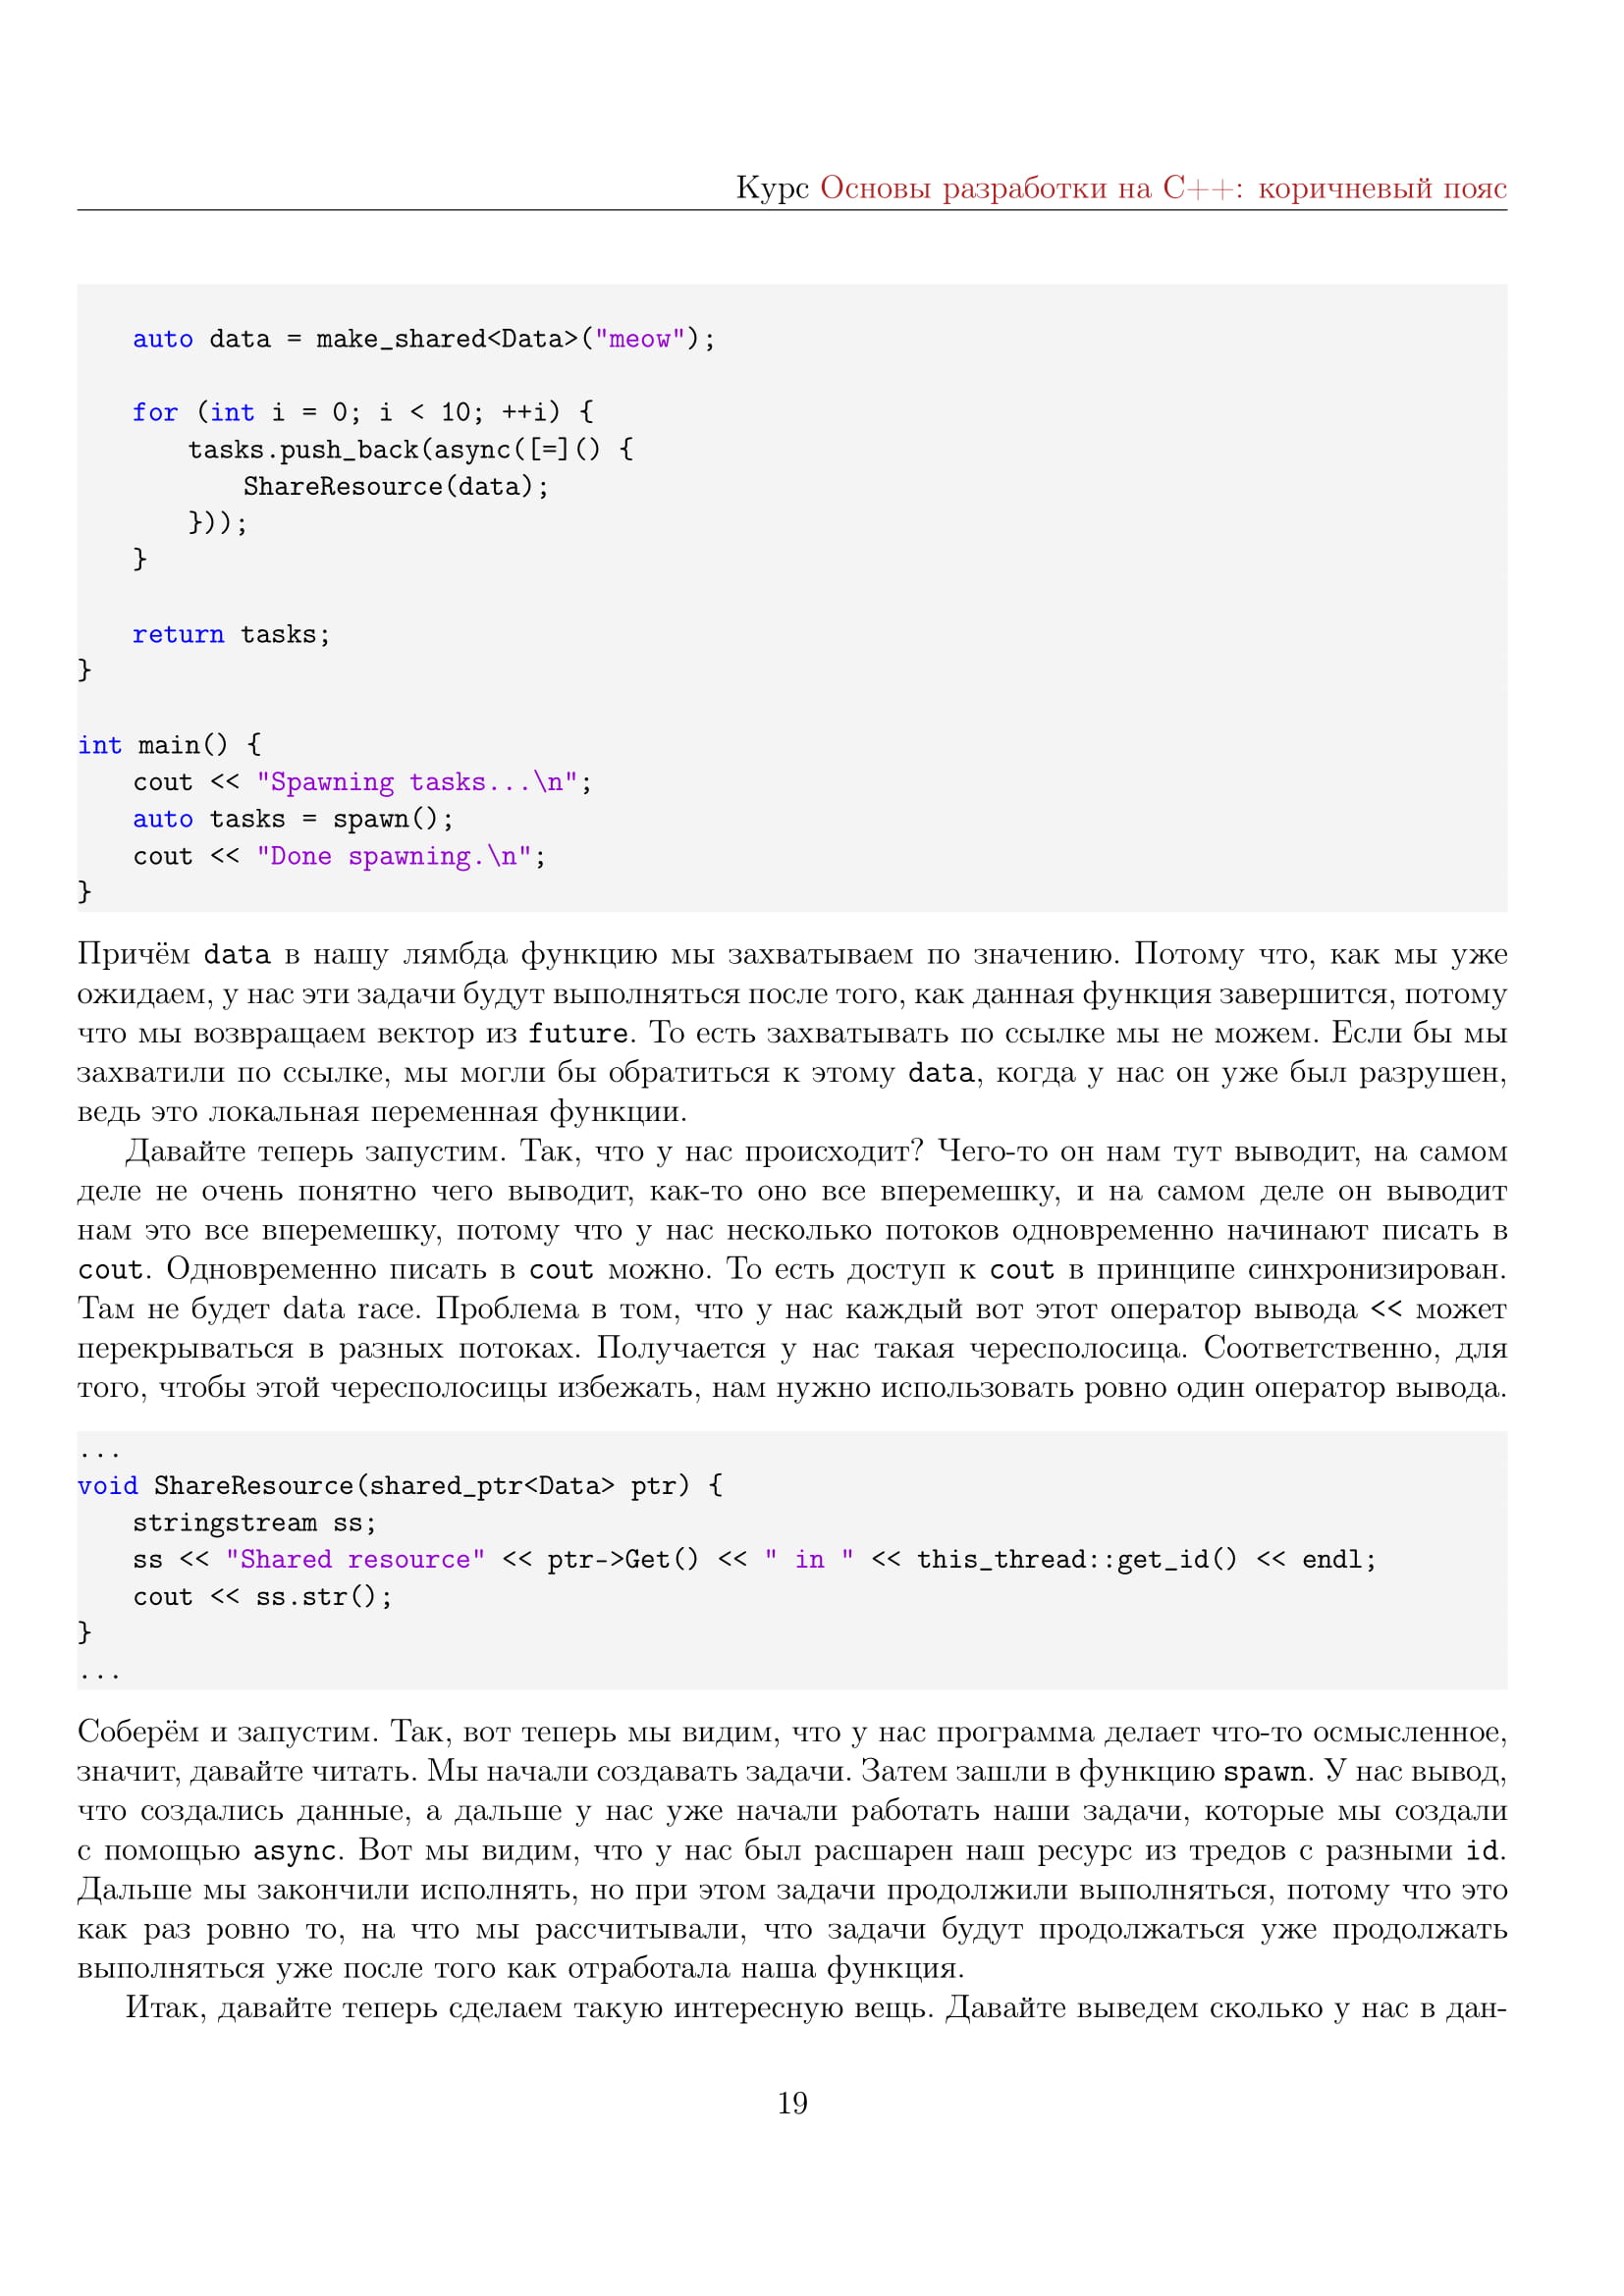 Курс Основы разработки на C++: коричневый пояс
auto data = make_shared<Data>("meow");
for (int i = 0; i < 10; ++i) {
tasks.push_back(async([=]() {
ShareResource(data);
}));
}
return tasks;
}
int main() {
cout << "Spawning tasks...\n";
auto tasks = spawn();
cout << "Done spawning.\n";
}
Причём data в нашу лямбда функцию мы захватываем по значению. Потому что, как мы уже
ожидаем, у нас эти задачи будут выполняться после того, как данная функция завершится, потому
что мы возвращаем вектор из future. То есть захватывать по ссылке мы не можем. Если бы мы
захватили по ссылке, мы могли бы обратиться к этому data, когда у нас он уже был разрушен,
ведь это локальная переменная функции.
Давайте теперь запустим. Так, что у нас происходит? Чего-то он нам тут выводит, на самом
деле не очень понятно чего выводит, как-то оно все вперемешку, и на самом деле он выводит
нам это все вперемешку, потому что у нас несколько потоков одновременно начинают писать в
cout. Одновременно писать в cout можно. То есть доступ к cout в принципе синхронизирован.
Там не будет data race. Проблема в том, что у нас каждый вот этот оператор вывода << может
перекрываться в разных потоках. Получается у нас такая чересполосица. Соответственно, для
того, чтобы этой чересполосицы избежать, нам нужно использовать ровно один оператор вывода.
...
void ShareResource(shared_ptr<Data> ptr) {
stringstream ss;
ss << "Shared resource" << ptr->Get() << " in " << this_thread::get_id() << endl;
cout << ss.str();
}
...
Соберём и запустим. Так, вот теперь мы видим, что у нас программа делает что-то осмысленное,
значит, давайте читать. Мы начали создавать задачи. Затем зашли в функцию spawn. У нас вывод,
что создались данные, а дальше у нас уже начали работать наши задачи, которые мы создали
с помощью async. Вот мы видим, что у нас был расшарен наш ресурс из тредов с разными id.
Дальше мы закончили исполнять, но при этом задачи продолжили выполняться, потому что это
как раз ровно то, на что мы рассчитывали, что задачи будут продолжаться уже продолжать
выполняться уже после того как отработала наша функция.
Итак, давайте теперь сделаем такую интересную вещь. Давайте выведем сколько у нас в дан-
19